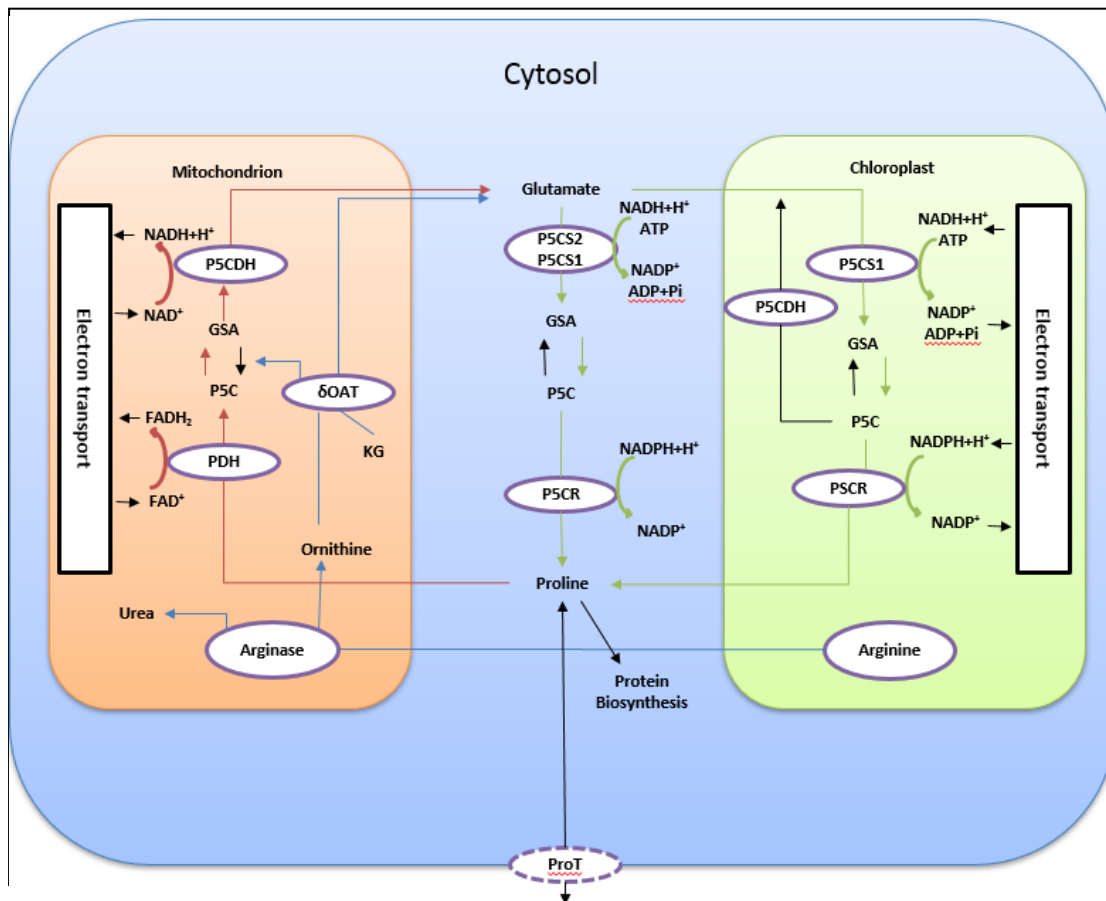 Cytosol
Mitochondrion
Electron transport
NADH+H⁺
P5CDH
NAD⁺
GSA
P5C
δOAT
KG
FADH₂
PDH
FAD⁺
Ornithine
Urea
Arginase
Glutamate
NADH+H⁺
ATP
P5CS2
P5CS1
NADP⁺
ADP+Pi
GSA
P5C
NADPH+H⁺
P5CR
NADP⁺
Proline
Protein
Biosynthesis
ProT
Chloroplast
NADH+H⁺
ATP
P5CS1
NADP⁺
ADP+Pi
P5CDH
GSA
P5C
NADPH+H⁺
PSCR
NADP⁺
Electron transport
Arginine